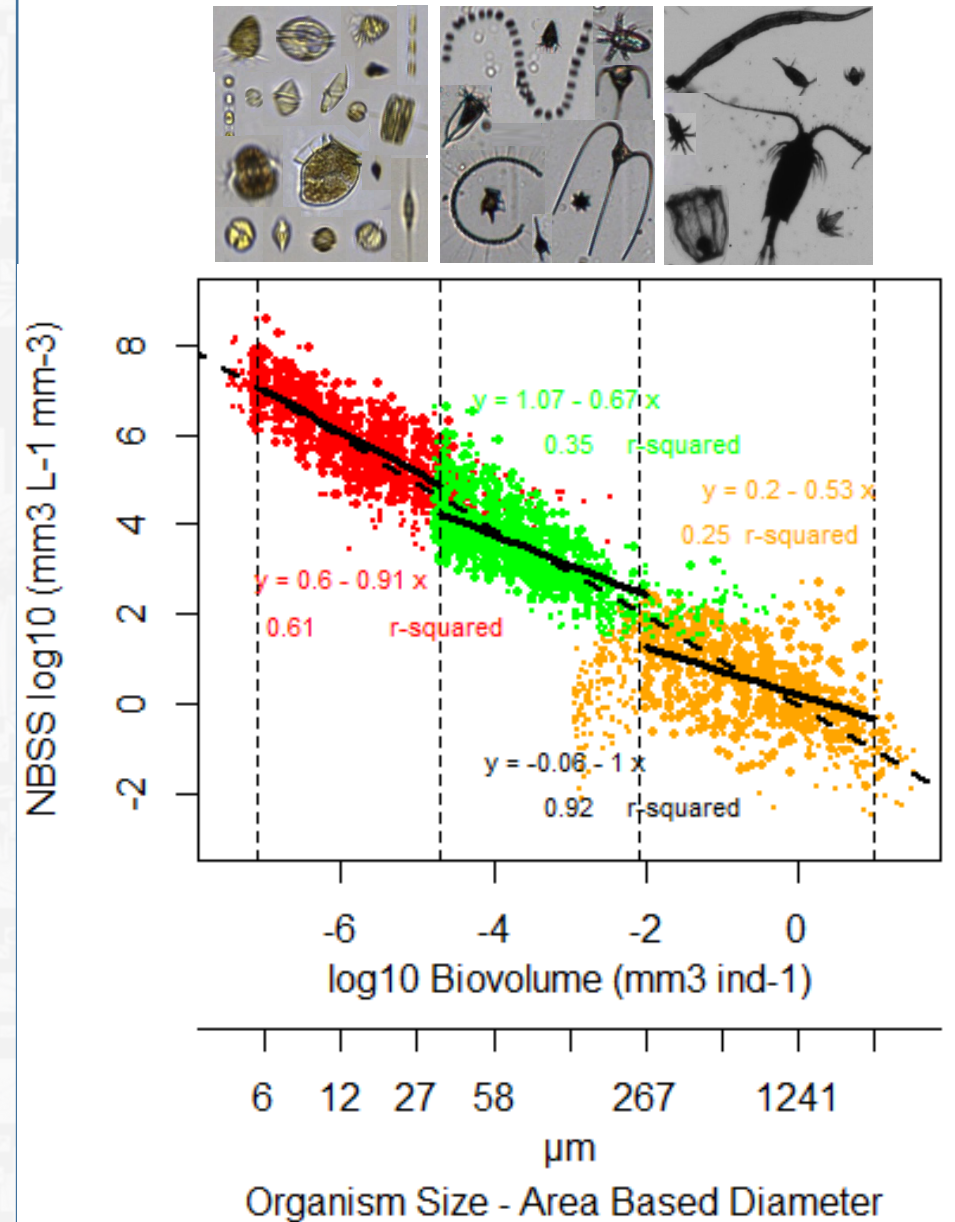 NBSS log10 (mm3 L-1 mm-3)
8
6
4
2
0
-2
y = 1.07 - 0.67 x
0.35 r-squared
y = 0.2 - 0.53 x
0.25 r-squared
y = 0.6 - 0.91 x
0.61 r-squared
y = -0.06 - 1 x
0.92 r-squared
-6 -4 -2 0
log10 Biovolume (mm3 ind-1)
6 12 27 58 267 1241
µm
Organism Size - Area Based Diameter